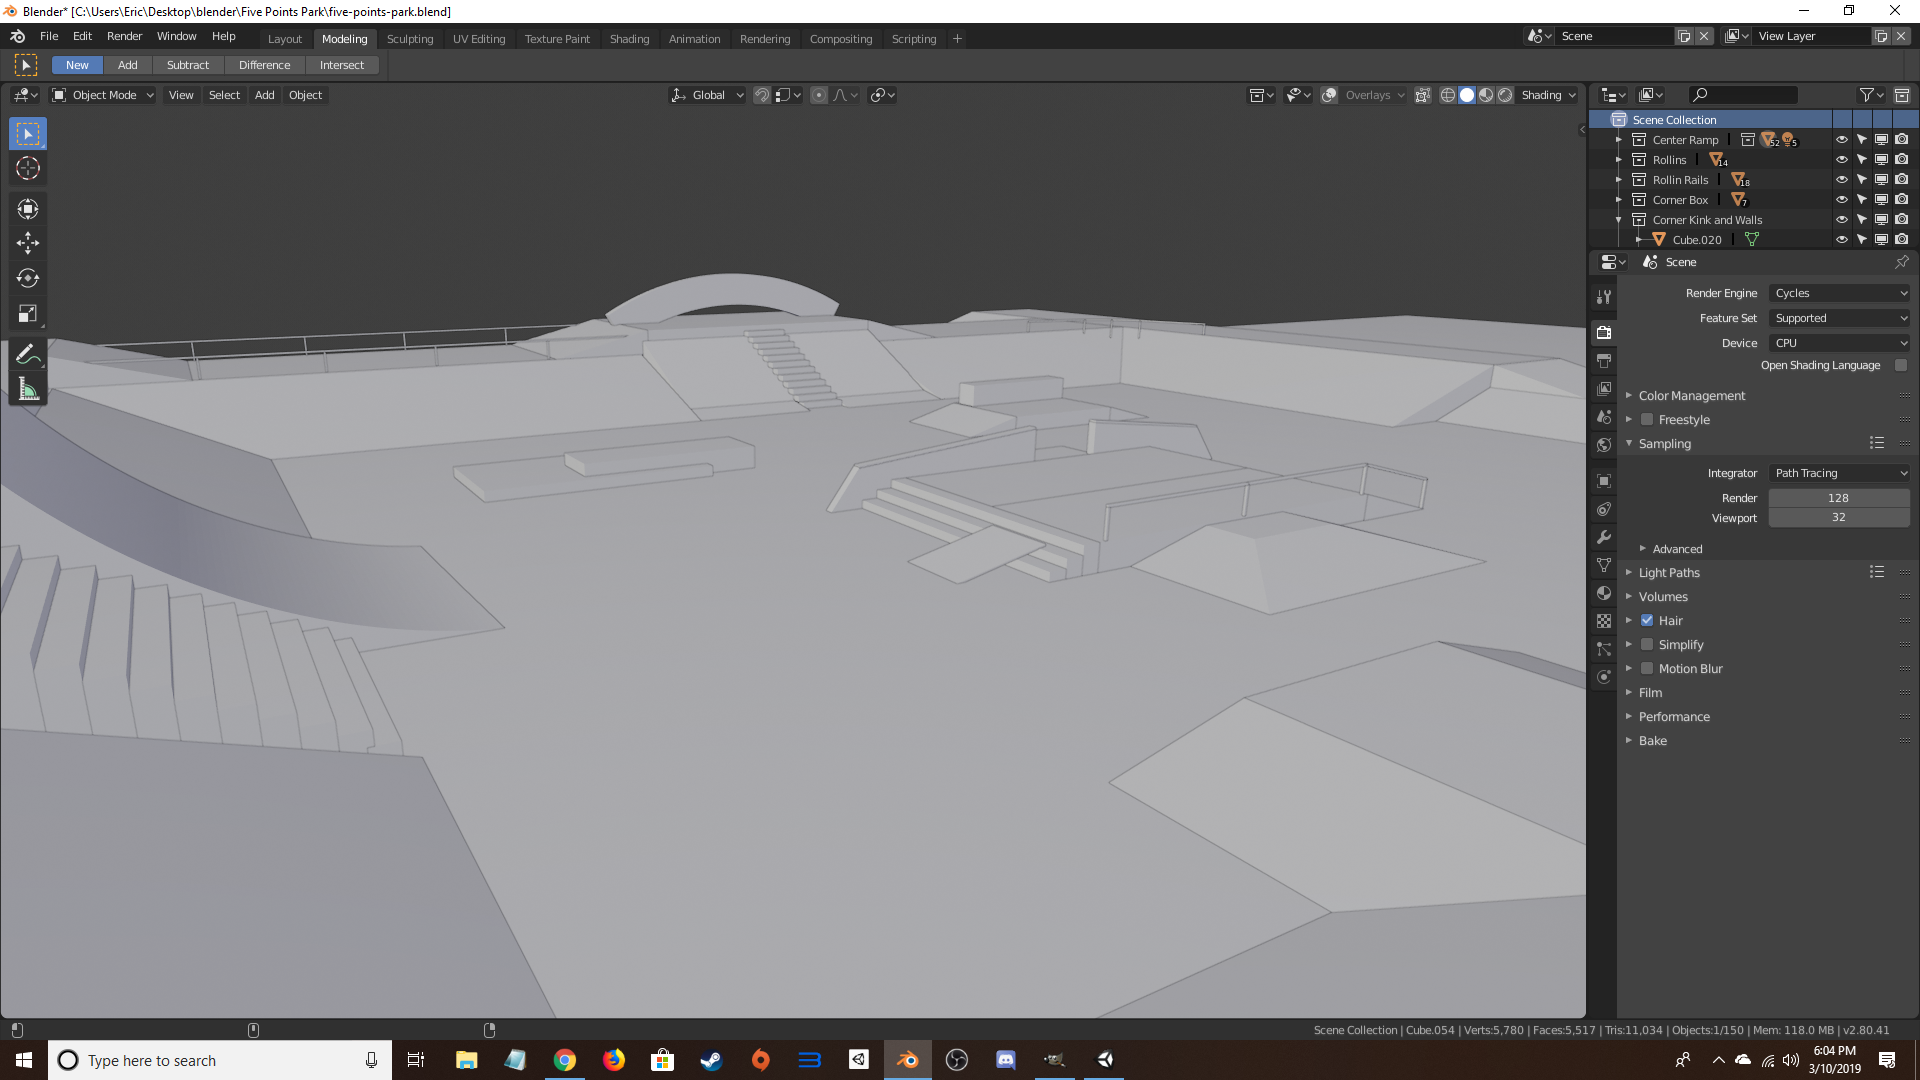 Blender* [C:\Users\Eric\Desktop\blender\Five Points Park\five-points-park.blend]
File Edit Render Window Help Layout Modeling Sculpting UV Editing Texture Paint Shading Animation Rendering Compositing Scripting + Scene View Layer
New Add Subtract Difference Intersect
Object Mode View Select Add Object Global Overlays Shading
Scene Collection
Center Ramp 52 5
Rollins 14
Rollin Rails 18
Corner Box 7
Corner Kink and Walls
Cube.020
Scene
Render Engine Cycles
Feature Set Supported
Device CPU
Open Shading Language
Color Management
Freestyle
Sampling
Integrator Path Tracing
Render 128
Viewport 32
Advanced
Light Paths
Volumes
Hair
Simplify
Motion Blur
Film
Performance
Bake
Scene Collection | Cube.054 | Verts:5,780 | Faces:5,517 | Tris:11,034 | Objects:1/150 | Mem: 118.0 MB | v2.80.41
Type here to search
6:04 PM
3/10/2019